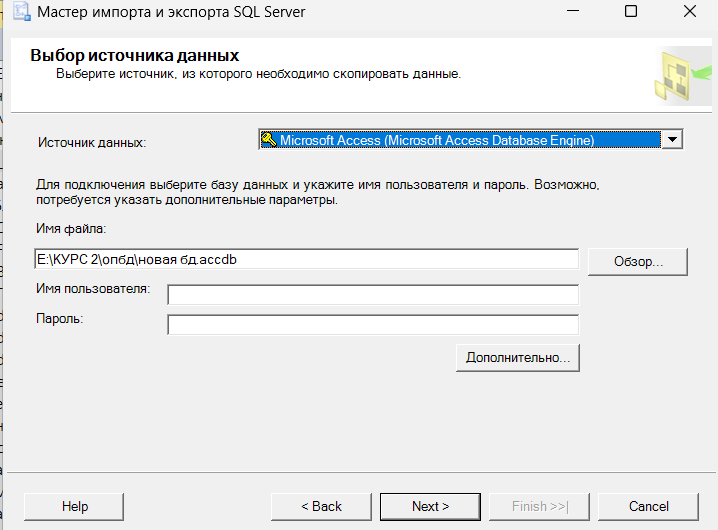 Мастер импорта и экспорта SQL Server
Выбор источника данных
Выберите источник, из которого необходимо скопировать данные.
Источник данных:
Microsoft Access (Microsoft Access Database Engine)
Для подключения выберите базу данных и укажите имя пользователя и пароль. Возможно,
потребуется указать дополнительные параметры.
Имя файла:
E:\КУРС 2\опбд\новая бд.accdb
Обзор...
Имя пользователя:
Пароль:
Дополнительно...
Help
< Back
Next >
Finish >>|
Cancel